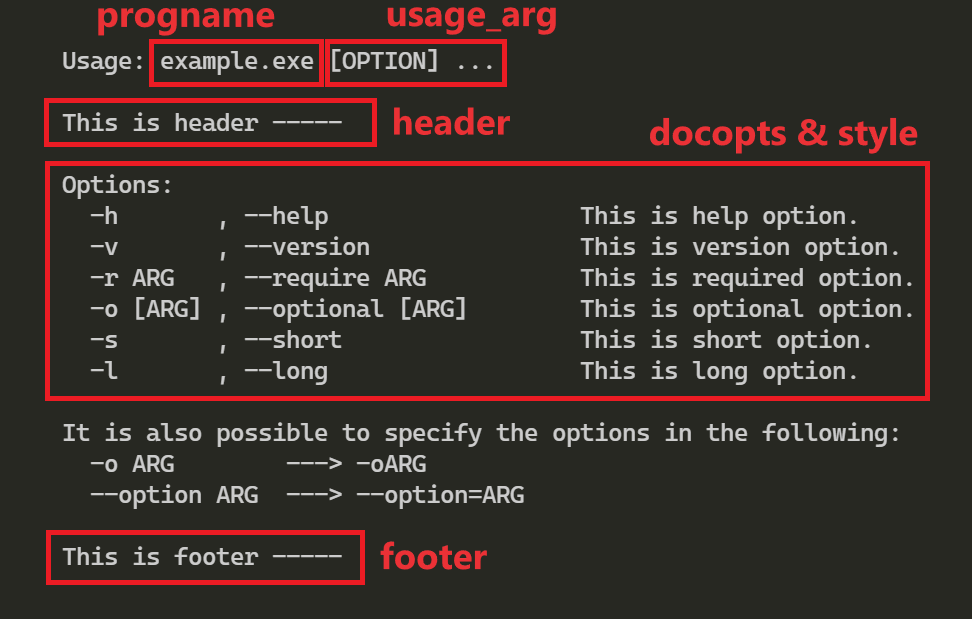 progname usage_arg
Usage: example.exe [OPTION] ...
This is header ----- header
docopts & style
Options:
-h , --help This is help option.
-v , --version This is version option.
-r ARG , --require ARG This is required option.
-o [ARG] , --optional [ARG] This is optional option.
-s , --short This is short option.
-l , --long This is long option.
It is also possible to specify the options in the following:
-o ARG ---> -oARG
--option ARG ---> --option=ARG
This is footer ----- footer